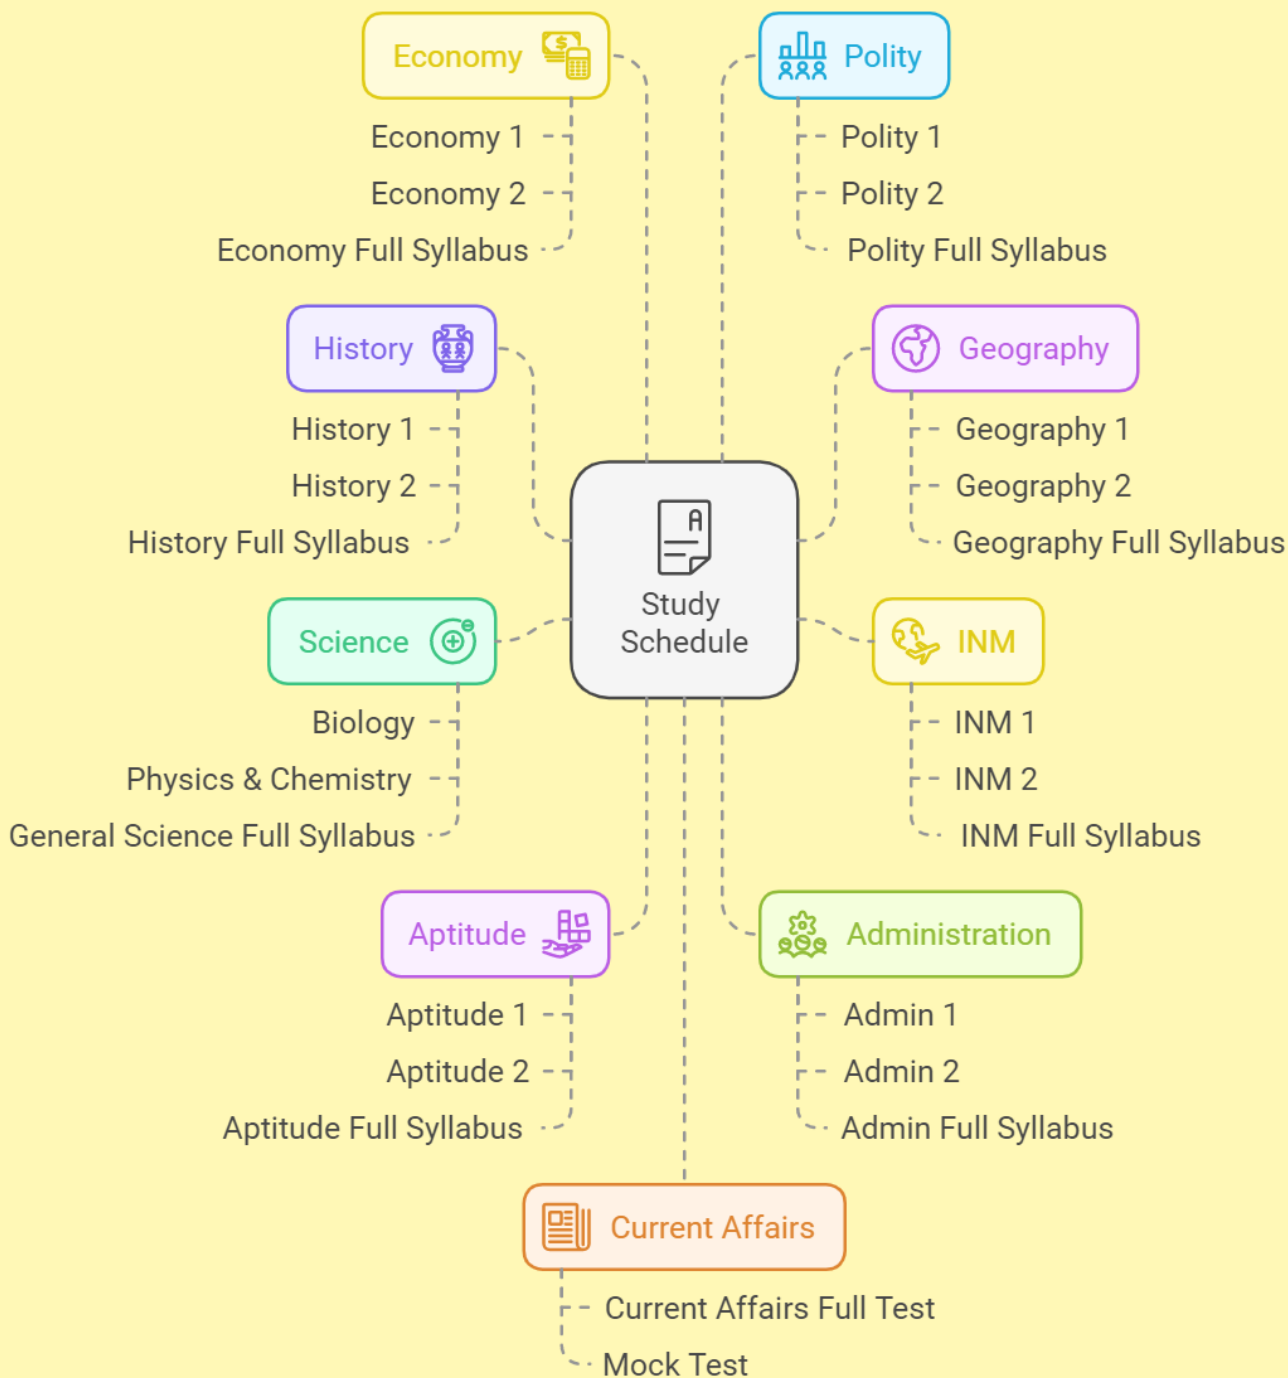 Economy
Economy 1
Economy 2
Economy Full Syllabus
Polity
Polity 1
Polity 2
Polity Full Syllabus
History
History 1
History 2
History Full Syllabus
Geography
Geography 1
Geography 2
Geography Full Syllabus
Study
Schedule
Science
Biology
Physics & Chemistry
General Science Full Syllabus
INM
INM 1
INM 2
INM Full Syllabus
Aptitude
Aptitude 1
Aptitude 2
Aptitude Full Syllabus
Administration
Admin 1
Admin 2
Admin Full Syllabus
Current Affairs
Current Affairs Full Test
Mock Test